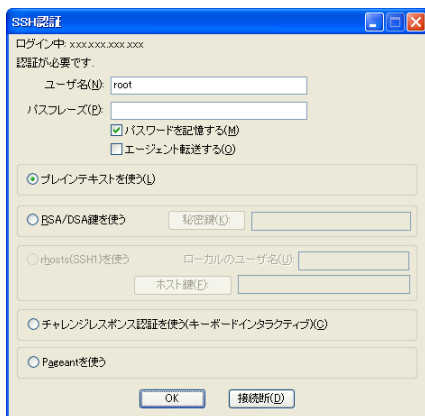 SSH認証
ログイン中: xxx.xxx.xxx.xxx
認証が必要です.
ユーザ名(N): root
パスフレーズ(P):
パスワードを記憶する(M)
エージェント転送する(O)
プレインテキストを使う(L)
RSA/DSA鍵を使う 秘密鍵(K):
rhosts(SSH1)を使う ローカルのユーザ名(U):
ホスト鍵(F):
チャレンジレスポンス認証を使う(キーボードインタラクティブ)(C)
Pageantを使う
OK 接続断(D)